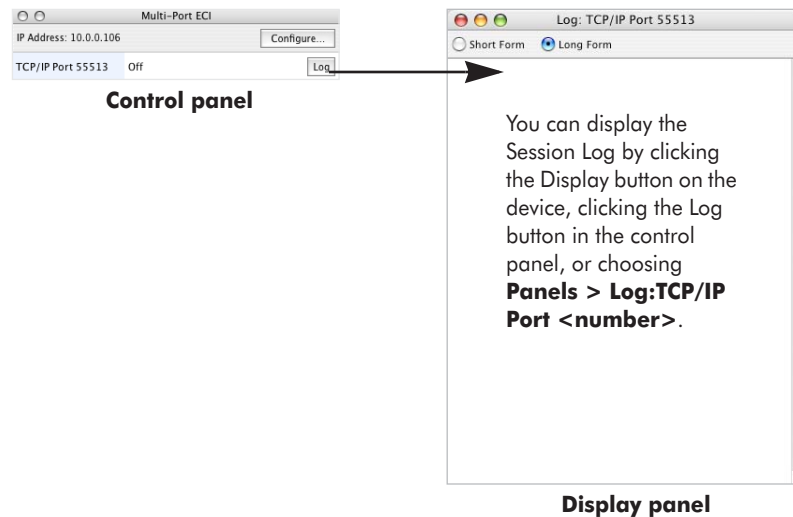 Multi-Port ECI
IP Address: 10.0.0.106
Configure...
TCP/IP Port 55513 Off Log
Control panel
Log: TCP/IP Port 55513
Short Form Long Form
You can display the
Session Log by clicking
the Display button on the
device, clicking the Log
button in the control
panel, or choosing
Panels > Log:TCP/IP
Port <number>.
Display panel